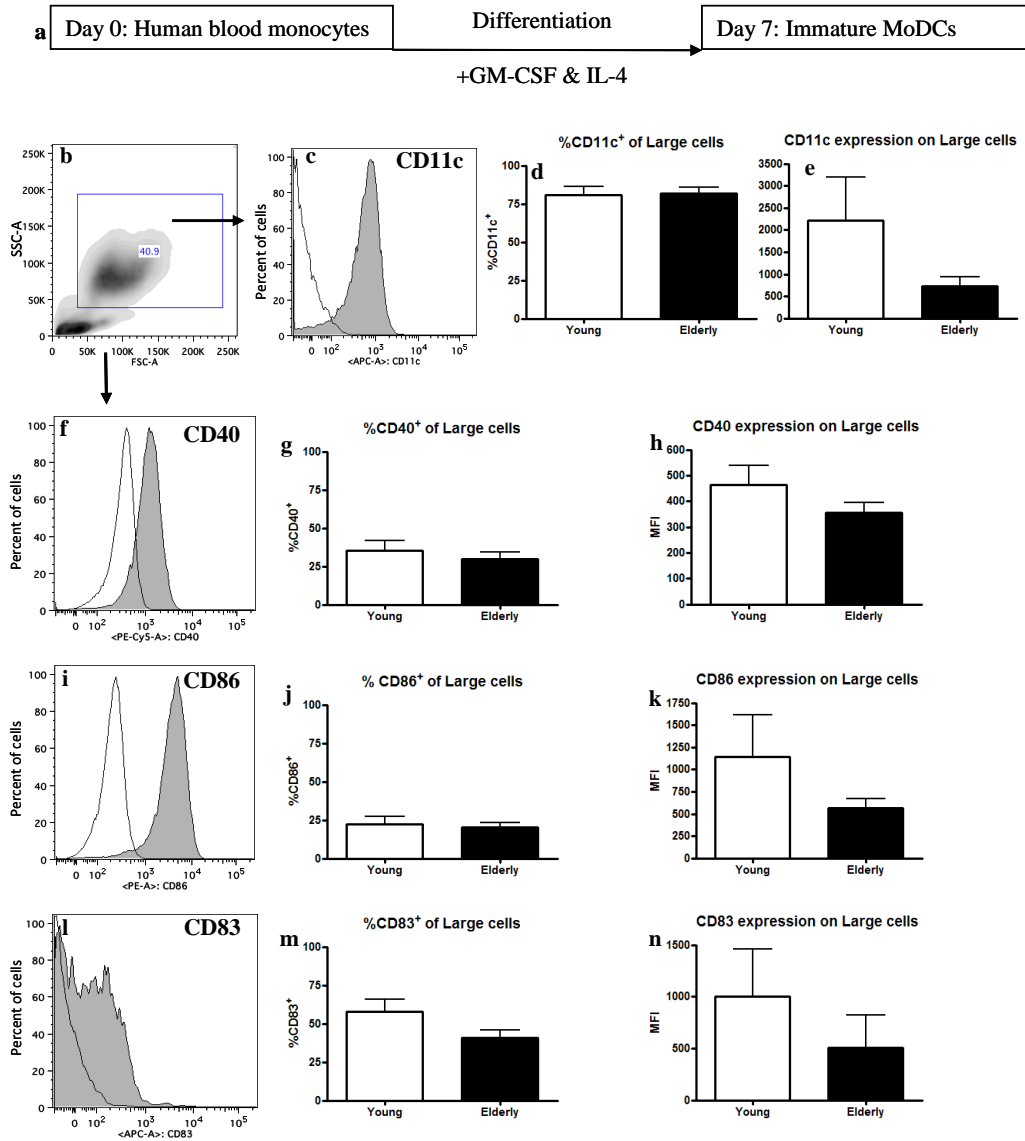 a
Day 0: Human blood monocytes
Differentiation
+GM-CSF & IL-4
Day 7: Immature MoDCs
b
250K
200K
150K
100K
50K
0
SSC-A
40.9
0 50K 100K 150K 200K 250K
FSC-A
c
CD11c
100
80
60
40
20
0
Percent of cells
0 10² 10³ 10⁴ 10⁵
<APC-A>: CD11c
d
%CD11c⁺ of Large cells
100
75
50
25
0
%CD11c⁺
Young Elderly
e
CD11c expression on Large cells
3500
3000
2500
2000
1500
1000
500
0
Young Elderly
f
CD40
100
80
60
40
20
0
Percent of cells
0 10² 10³ 10⁴ 10⁵
<PE-Cy5-A>: CD40
g
%CD40⁺ of Large cells
100
75
50
25
0
%CD40⁺
Young Elderly
h
CD40 expression on Large cells
600
500
400
300
200
100
0
MFI
Young Elderly
i
CD86
100
80
60
40
20
0
Percent of cells
0 10² 10³ 10⁴ 10⁵
<PE-A>: CD86
j
% CD86⁺ of Large cells
100
75
50
25
0
%CD86⁺
Young Elderly
k
CD86 expression on Large cells
1750
1500
1250
1000
750
500
250
0
MFI
Young Elderly
l
CD83
100
80
60
40
20
0
Percent of cells
0 10² 10³ 10⁴ 10⁵
<APC-A>: CD83
m
%CD83⁺ of Large cells
100
75
50
25
0
%CD83⁺
Young Elderly
n
CD83 expression on Large cells
1500
1000
500
0
MFI
Young Elderly